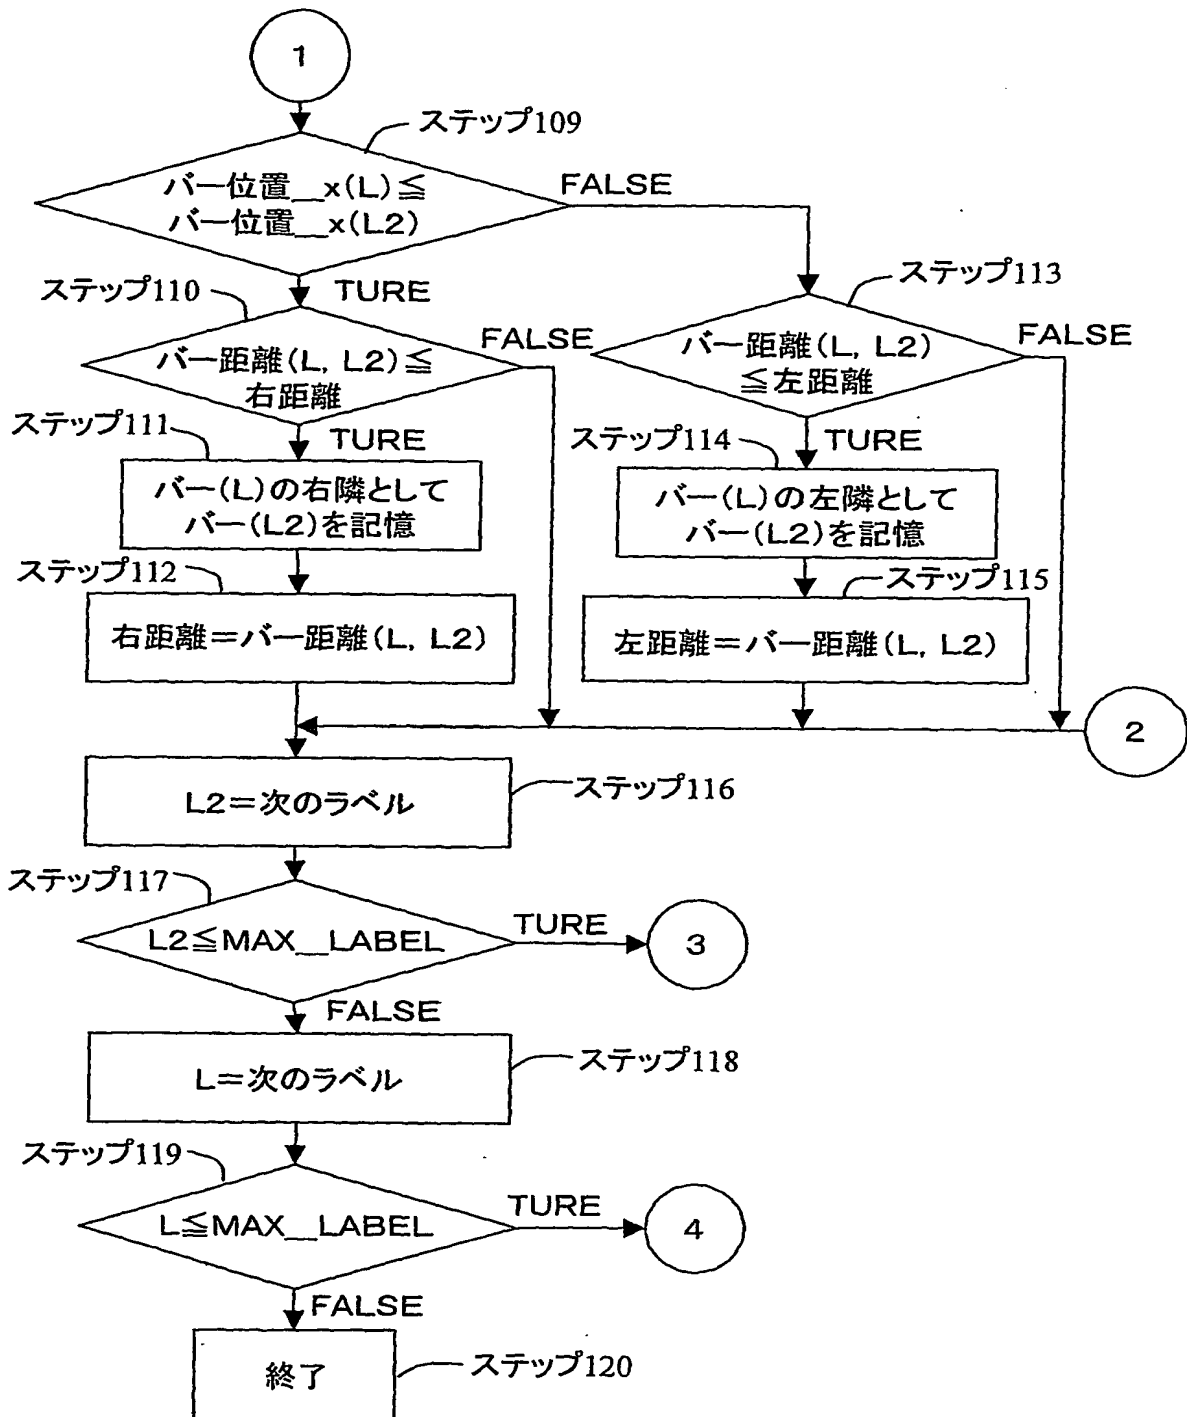 1
ステップ109
バー位置__x(L)≦
バー位置__x(L2)
FALSE
TURE
ステップ110
バー距離(L, L2)≦
右距離
FALSE
ステップ113
バー距離(L, L2)
≦左距離
FALSE
ステップ111
TURE
バー(L)の右隣として
バー(L2)を記憶
ステップ114
TURE
バー(L)の左隣として
バー(L2)を記憶
ステップ112
右距離=バー距離(L, L2)
ステップ115
左距離=バー距離(L, L2)
2
L2=次のラベル
ステップ116
ステップ117
L2≦MAX__LABEL
TURE
3
FALSE
L=次のラベル
ステップ118
ステップ119
L≦MAX__LABEL
TURE
4
FALSE
終了
ステップ120